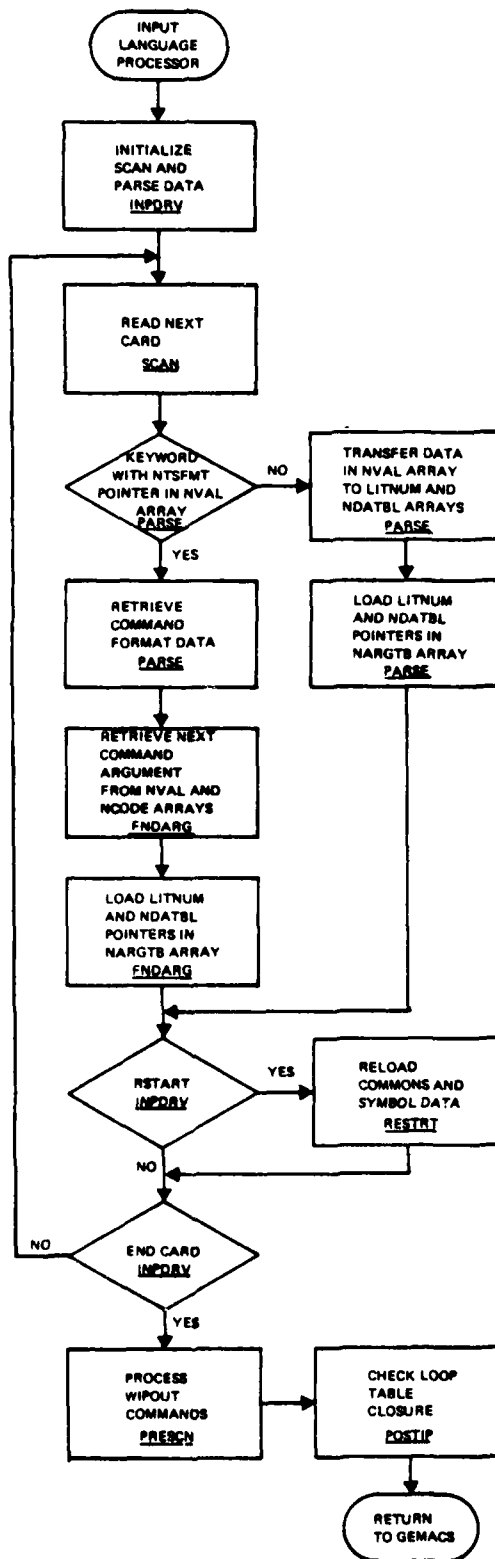 INPUT
LANGUAGE
PROCESSOR
INITIALIZE
SCAN AND
PARSE DATA
INPDRV
READ NEXT
CARD
SCAN
KEYWORD
WITH NTSFMT
POINTER IN NVAL
ARRAY
PARSE
NO
TRANSFER DATA
IN NVAL ARRAY
TO LITNUM AND
NDATBL ARRAYS
PARSE
YES
RETRIEVE
COMMAND
FORMAT DATA
PARSE
LOAD LITNUM
AND NDATBL
POINTERS IN
NARGTB ARRAY
PARSE
RETRIEVE NEXT
COMMAND
ARGUMENT
FROM NVAL AND
NCODE ARRAYS
FNDARG
LOAD LITNUM
AND NDATBL
POINTERS IN
NARGTB ARRAY
FNDARG
RSTART
INPDRV
YES
RELOAD
COMMONS AND
SYMBOL DATA
RESTRT
NO
END CARD
INPDRV
NO
YES
PROCESS
WIPOUT
COMMANDS
PRESCN
CHECK LOOP
TABLE
CLOSURE
POSTIP
RETURN
TO GEMACS